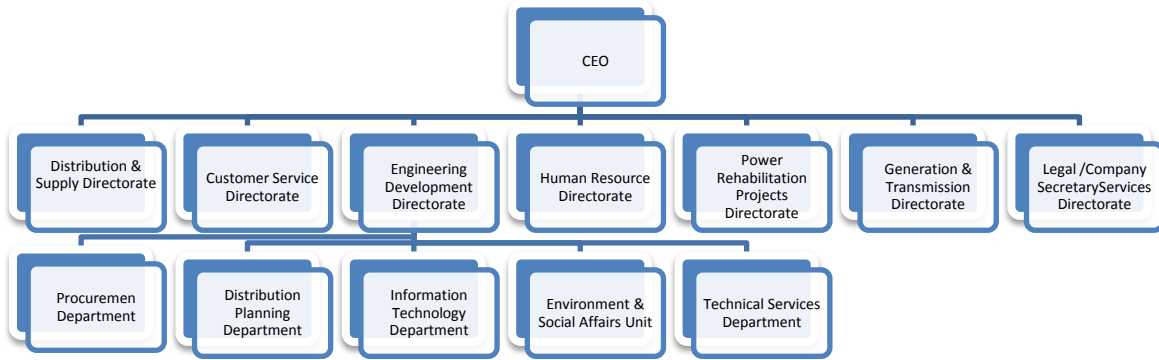 CEO
Distribution &
Supply Directorate
Customer Service
Directorate
Engineering
Development
Directorate
Human Resource
Directorate
Power
Rehabilitation
Projects
Directorate
Generation &
Transmission
Directorate
Legal /Company
SecretaryServices
Directorate
Procuremen
Department
Distribution
Planning
Department
Information
Technology
Department
Environment &
Social Affairs Unit
Technical Services
Department